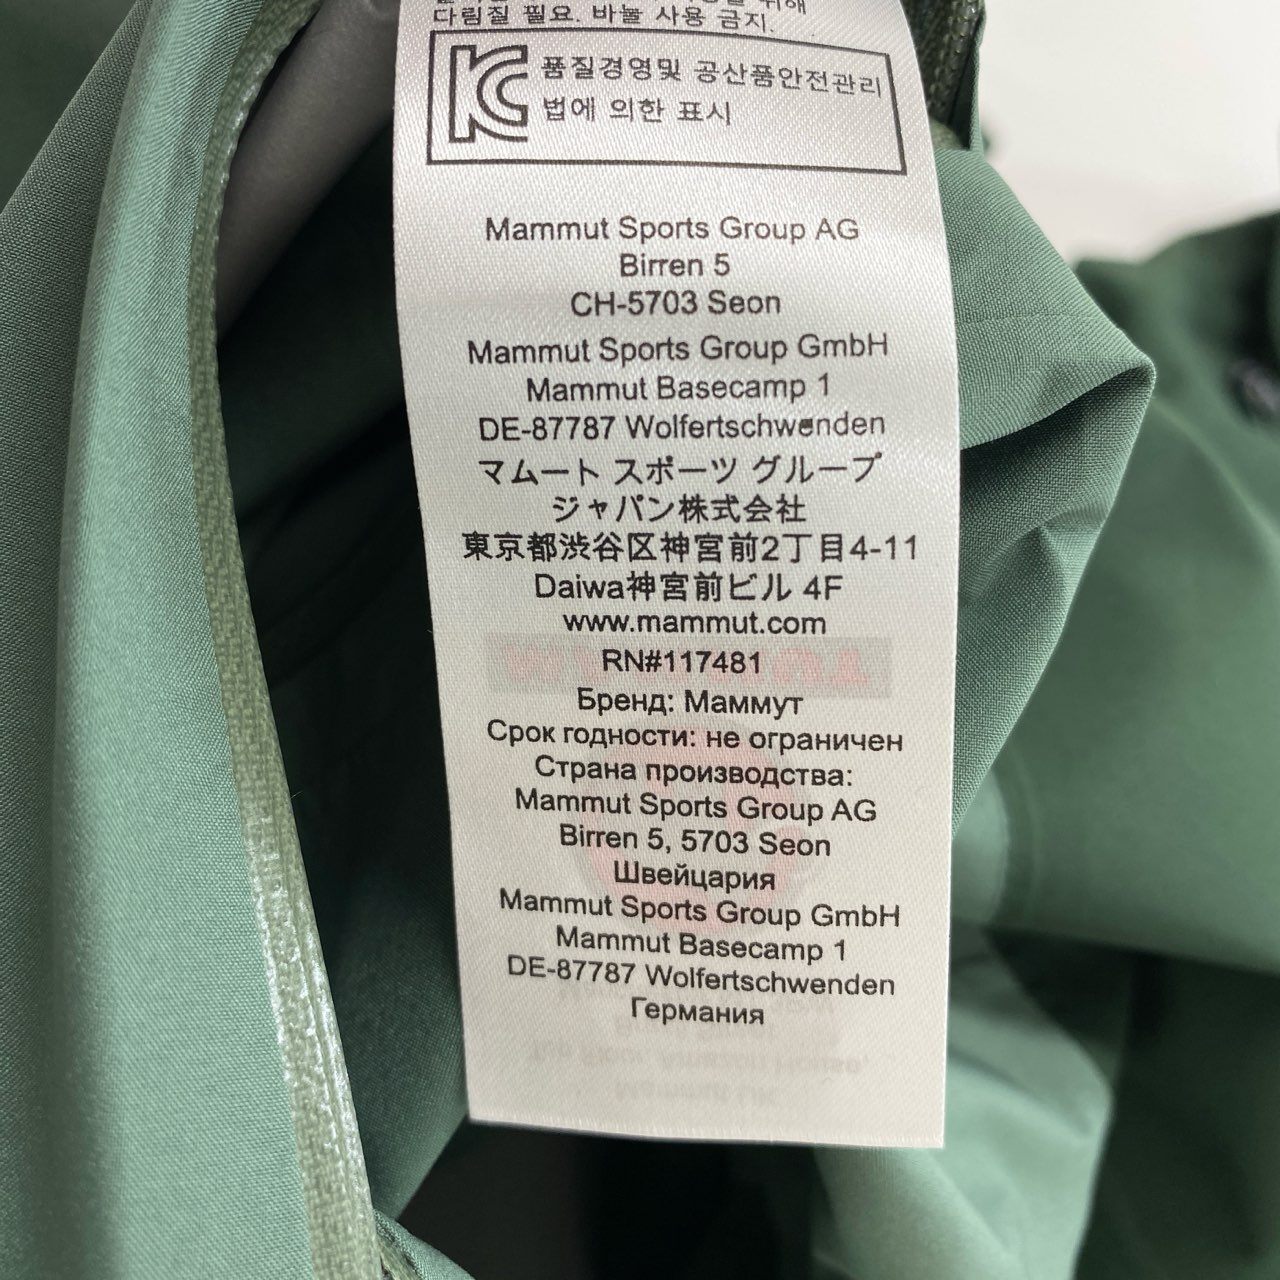 다림질 필요. 바늘 사용 금지.
품질경영및 공산품안전관리
법에 의한 표시
Mammut Sports Group AG
Birren 5
CH-5703 Seon
Mammut Sports Group GmbH
Mammut Basecamp 1
DE-87787 Wolfertschwenden
マムート スポーツ グループ
ジャパン株式会社
東京都渋谷区神宮前2丁目4-11
Daiwa神宮前ビル 4F
www.mammut.com
RN#117481
Бренд: Маммут
Срок годности: не ограничен
Страна производства:
Mammut Sports Group AG
Birren 5, 5703 Seon
Швейцария
Mammut Sports Group GmbH
Mammut Basecamp 1
DE-87787 Wolfertschwenden
Германия